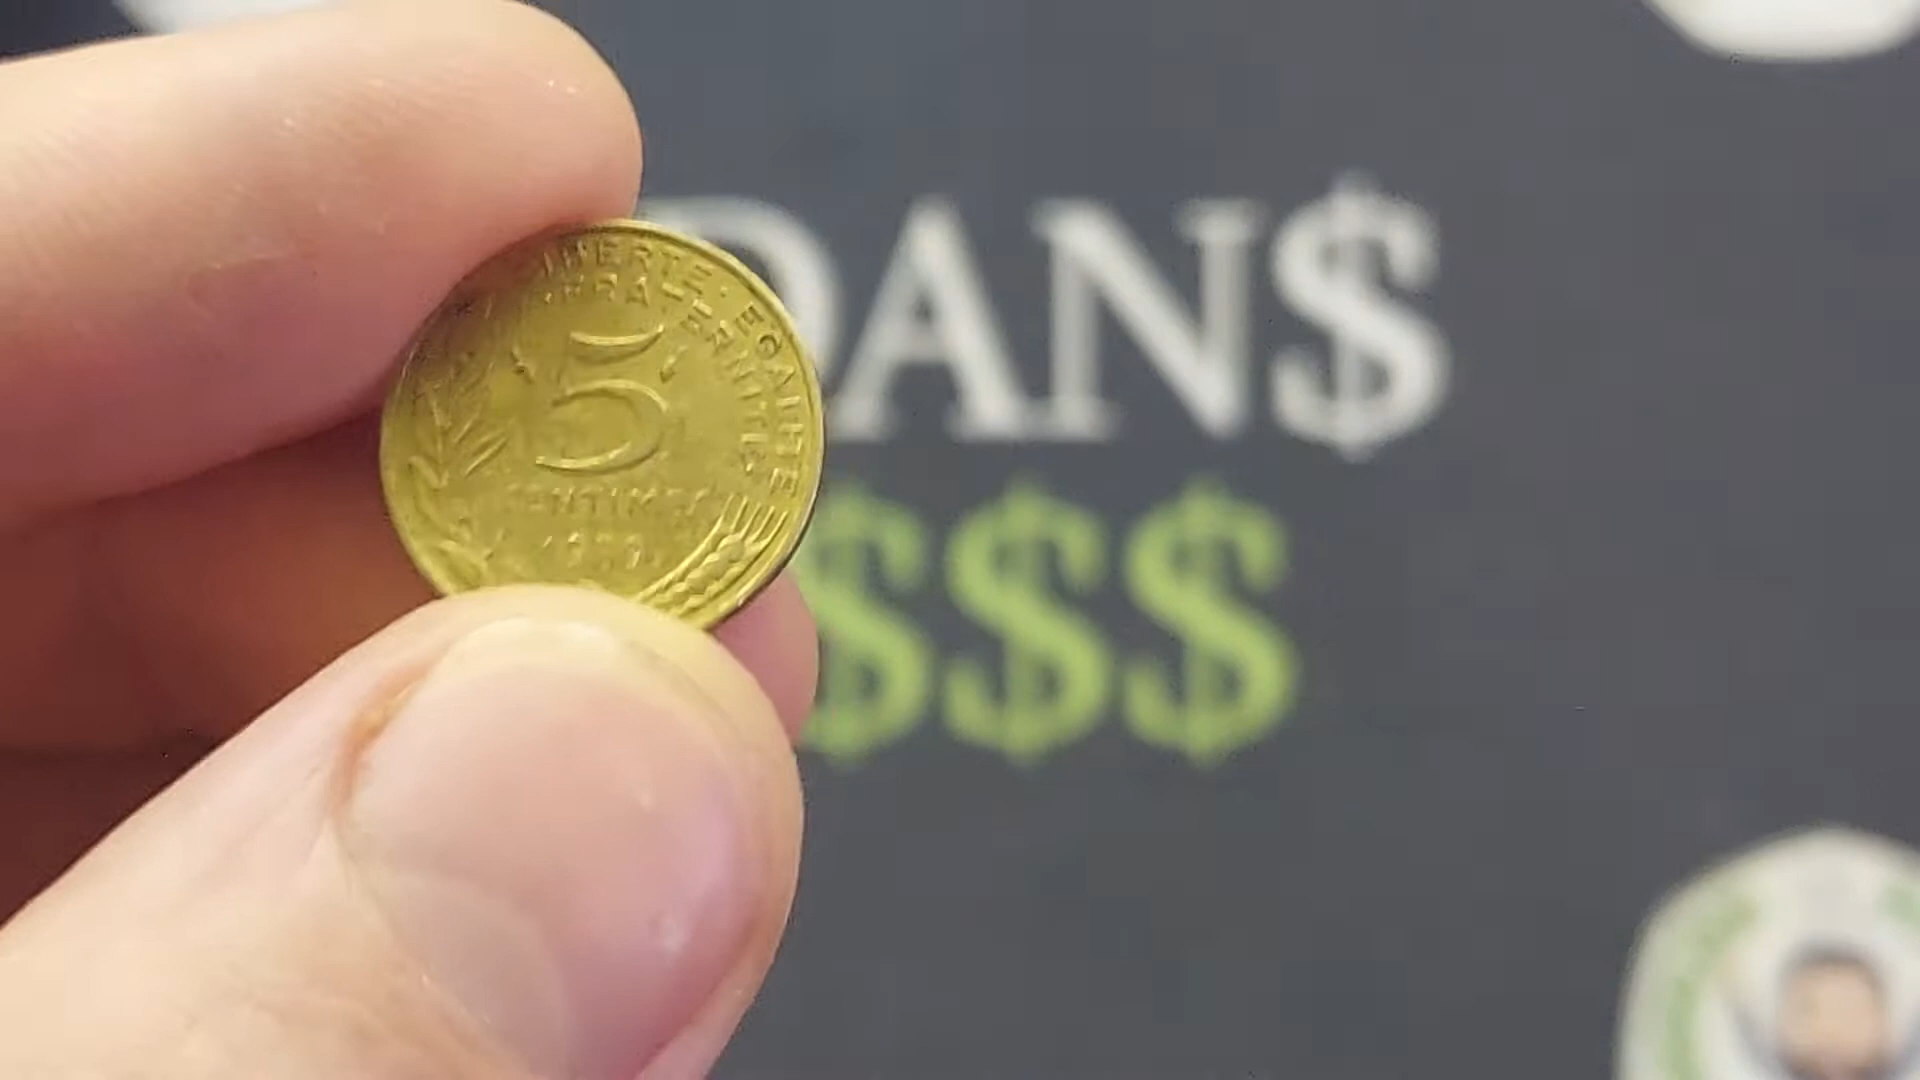 LIBERTE · EGALITE
FRATERNITE
5
CENTIMES
DAN$
$$$